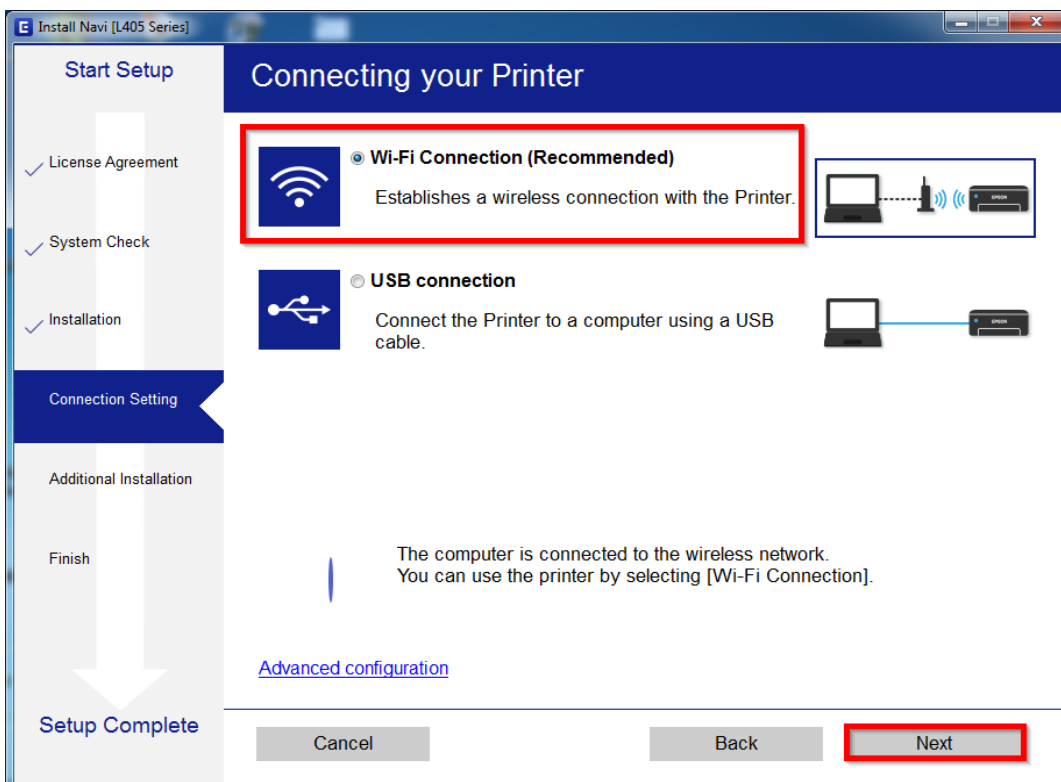 Install Navi [L405 Series]
Start Setup
License Agreement
System Check
Installation
Connection Setting
Additional Installation
Finish
Setup Complete
Connecting your Printer
Wi-Fi Connection (Recommended)
Establishes a wireless connection with the Printer.
EPSON
USB connection
Connect the Printer to a computer using a USB
cable.
EPSON
The computer is connected to the wireless network.
You can use the printer by selecting [Wi-Fi Connection].
Advanced configuration
Cancel
Back
Next